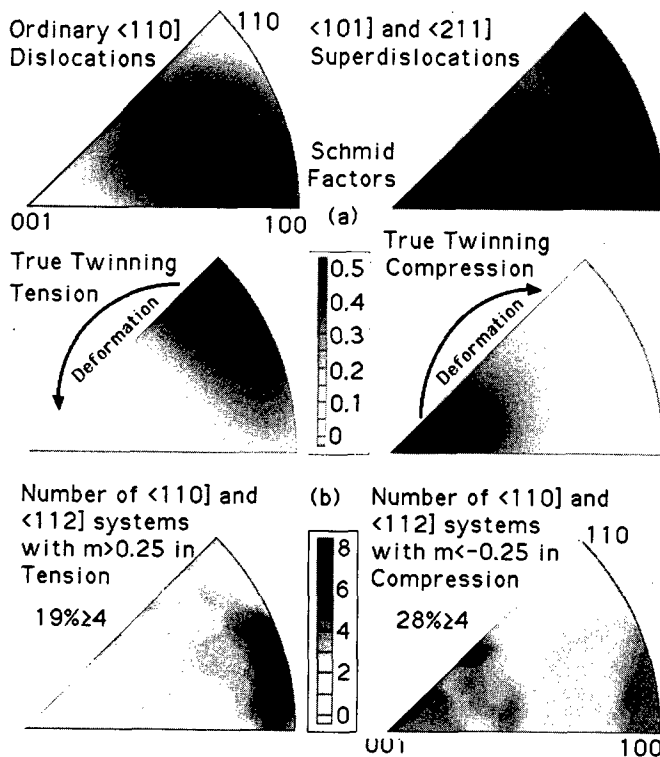 Ordinary <110]
Dislocations
110
<101] and <211]
Superdislocations
Schmid
Factors
001
100
(a)
True Twinning
Tension
Deformation
0.5
0.4
0.3
0.2
0.1
0
True Twinning
Compression
Deformation
Number of <110] and
<112] systems
with m>0.25 in
Tension
19%≥4
(b)
8
6
4
2
0
Number of <110] and
<112] systems
with m<-0.25 in
Compression
110
28%≥4
001
100